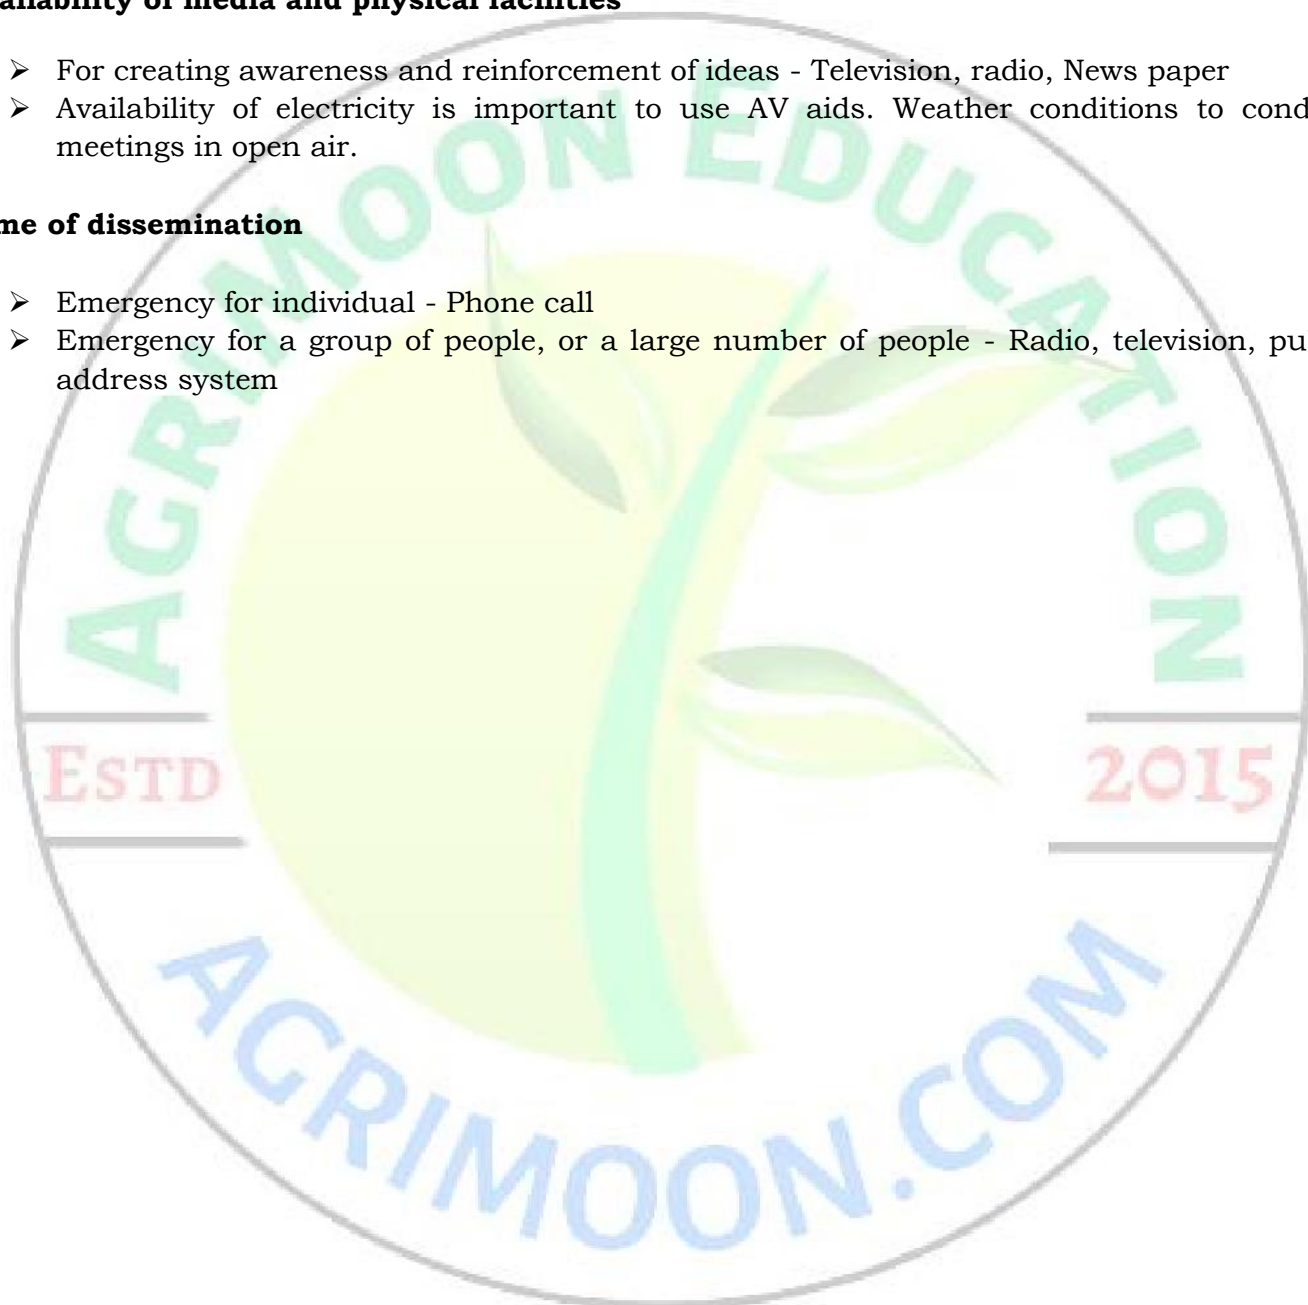 ailability of media and physical facilities
➢ For creating awareness and reinforcement of ideas - Television, radio, News paper
➢ Availability of electricity is important to use AV aids. Weather conditions to cond
meetings in open air.
me of dissemination
➢ Emergency for individual - Phone call
➢ Emergency for a group of people, or a large number of people - Radio, television, pu
address system
AGRIMOON EDUCATION
ESTD 2015
AGRIMOON.COM